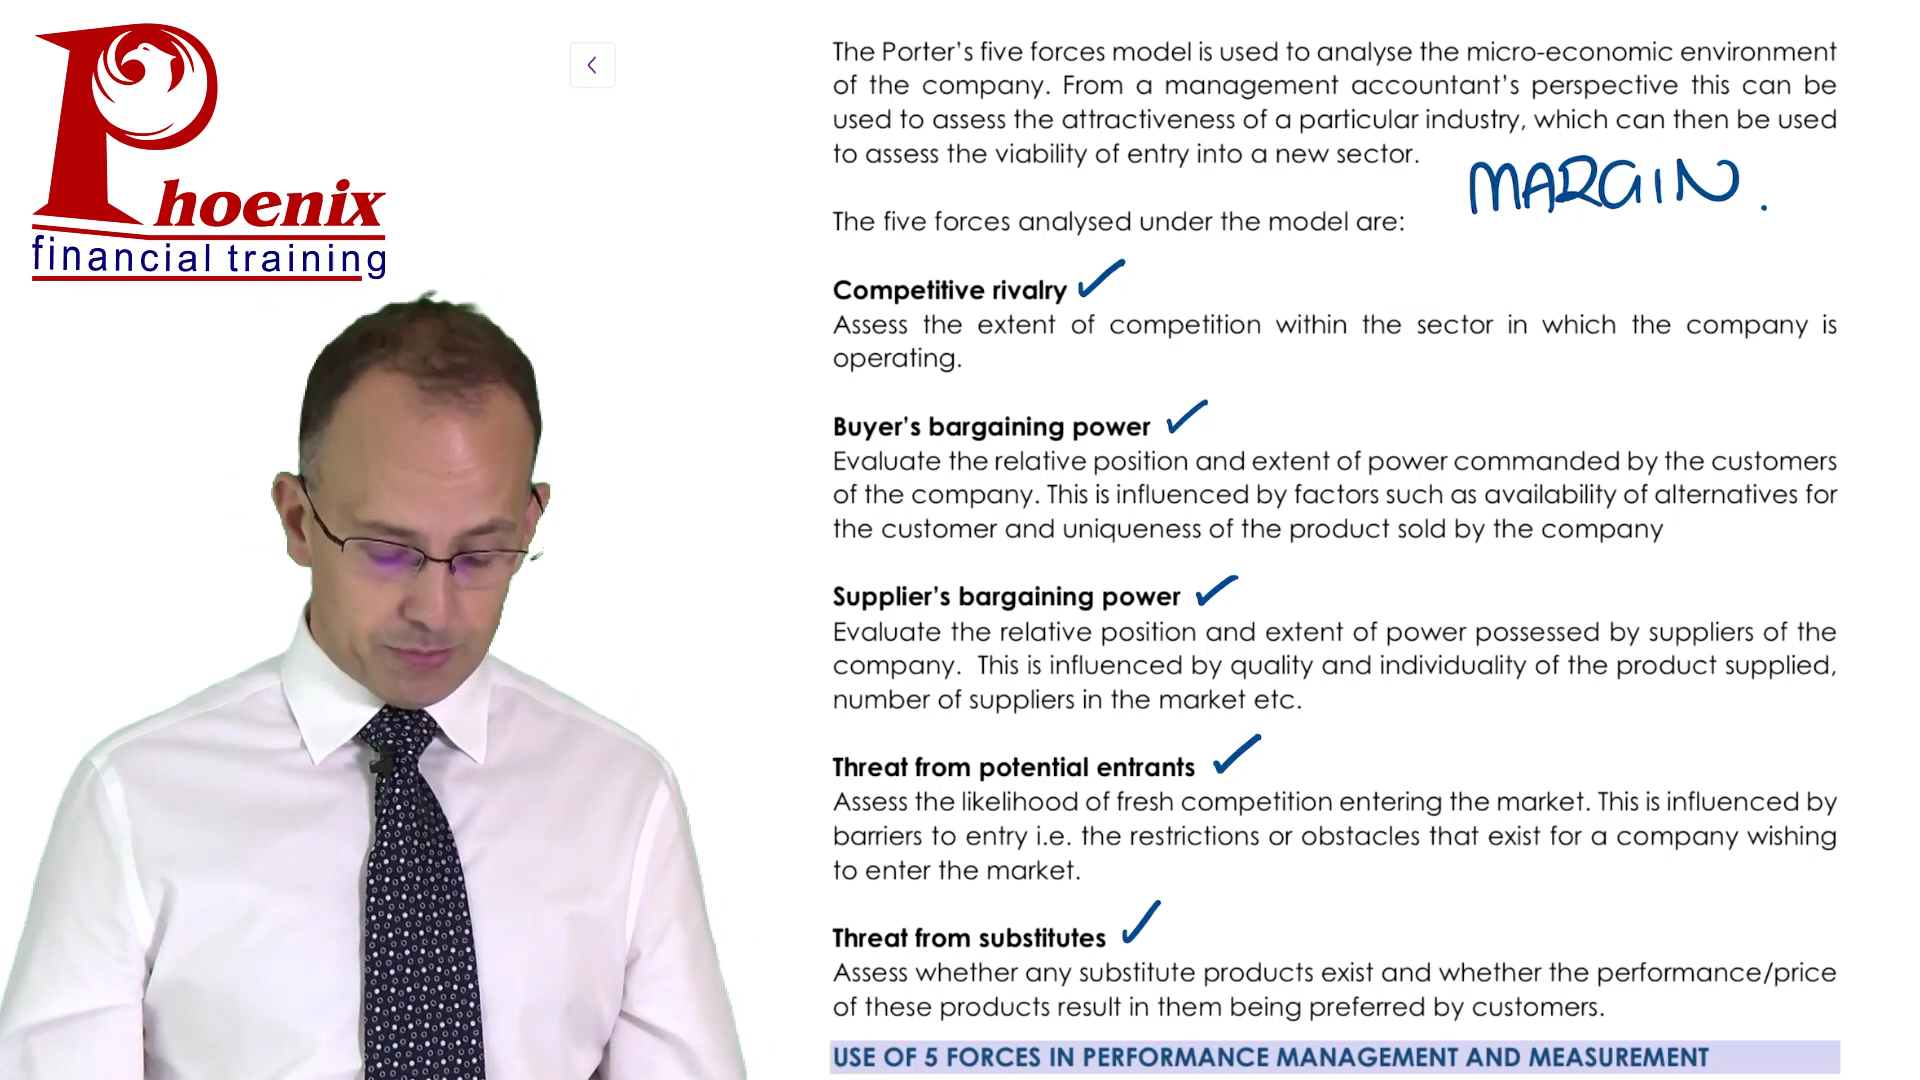 Phoenix
financial training
The Porter's five forces model is used to analyse the micro-economic environment
of the company. From a management accountant's perspective this can be
used to assess the attractiveness of a particular industry, which can then be used
to assess the viability of entry into a new sector.
MARGIN.
The five forces analysed under the model are:
Competitive rivalry
Assess the extent of competition within the sector in which the company is
operating.
Buyer's bargaining power
Evaluate the relative position and extent of power commanded by the customers
of the company. This is influenced by factors such as availability of alternatives for
the customer and uniqueness of the product sold by the company
Supplier's bargaining power
Evaluate the relative position and extent of power possessed by suppliers of the
company. This is influenced by quality and individuality of the product supplied,
number of suppliers in the market etc.
Threat from potential entrants
Assess the likelihood of fresh competition entering the market. This is influenced by
barriers to entry i.e. the restrictions or obstacles that exist for a company wishing
to enter the market.
Threat from substitutes
Assess whether any substitute products exist and whether the performance/price
of these products result in them being preferred by customers.
USE OF 5 FORCES IN PERFORMANCE MANAGEMENT AND MEASUREMENT